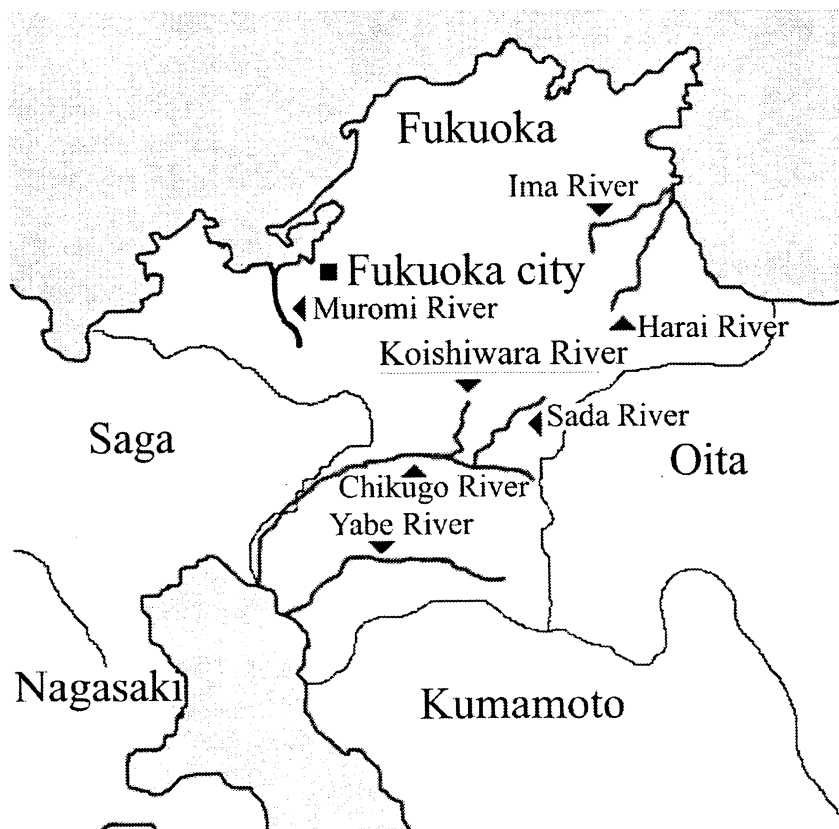 Fukuoka
Ima River
Fukuoka city
Muromi River
Harai River
Koishiwara River
Sada River
Saga
Oita
Chikugo River
Yabe River
Nagasaki
Kumamoto